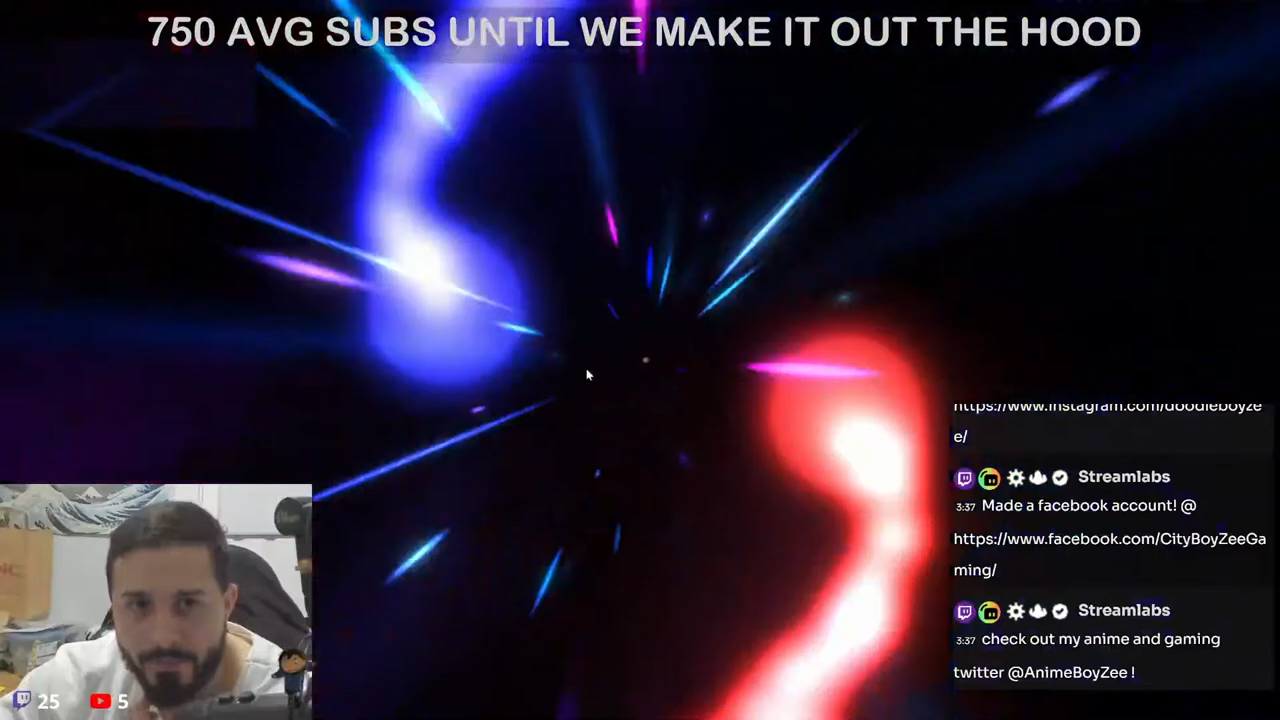 750 AVG SUBS UNTIL WE MAKE IT OUT THE HOOD
https://www.instagram.com/doodleboyze
e/
Streamlabs
3:37 Made a facebook account! @
https://www.facebook.com/CityBoyZeeGa
ming/
Streamlabs
3:37 check out my anime and gaming
twitter @AnimeBoyZee !
25 5